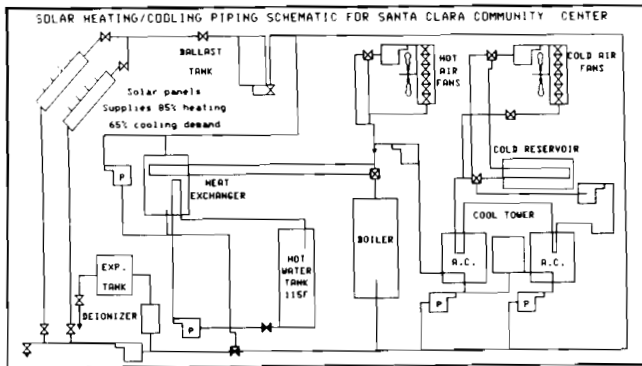 SOLAR HEATING/COOLING PIPING SCHEMATIC FOR SANTA CLARA COMMUNITY CENTER
BALLAST
TANK
Solar panels
Supplies 85% heating
65% cooling demand
HOT
AIR
FANS
COLD AIR
FANS
COLD RESERVOIR
P
HEAT
EXCHANGER
COOL TOWER
BOILER
A.C.
A.C.
HOT
WATER
TANK
115F
EXP.
TANK
DEIONIZER
P
P
P